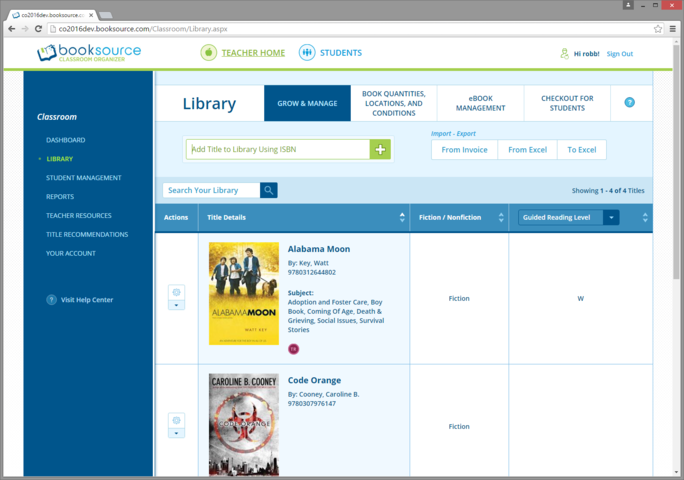 co2016dev.booksource.com/
co2016dev.booksource.com/Classroom/Library.aspx
booksource
CLASSROOM ORGANIZER
TEACHER HOME
STUDENTS
Hi robb!
Sign Out
Classroom
DASHBOARD
LIBRARY
STUDENT MANAGEMENT
REPORTS
TEACHER RESOURCES
TITLE RECOMMENDATIONS
YOUR ACCOUNT
? Visit Help Center
Library
GROW & MANAGE
BOOK QUANTITIES,
LOCATIONS, AND
CONDITIONS
eBOOK
MANAGEMENT
CHECKOUT FOR
STUDENTS
?
Add Title to Library Using ISBN
Import - Export
From Invoice
From Excel
To Excel
Search Your Library
Showing 1 - 4 of 4 Titles
Actions
Title Details
Fiction / Nonfiction
Guided Reading Level
ALABAMA MOON
WATT KEY
Alabama Moon
By: Key, Watt
9780312644802
Subject:
Adoption and Foster Care, Boy
Book, Coming Of Age, Death &
Grieving, Social Issues, Survival
Stories
Fiction
W
CAROLINE B. COONEY
CODE ORANGE
Code Orange
By: Cooney, Caroline B.
9780307976147
Fiction